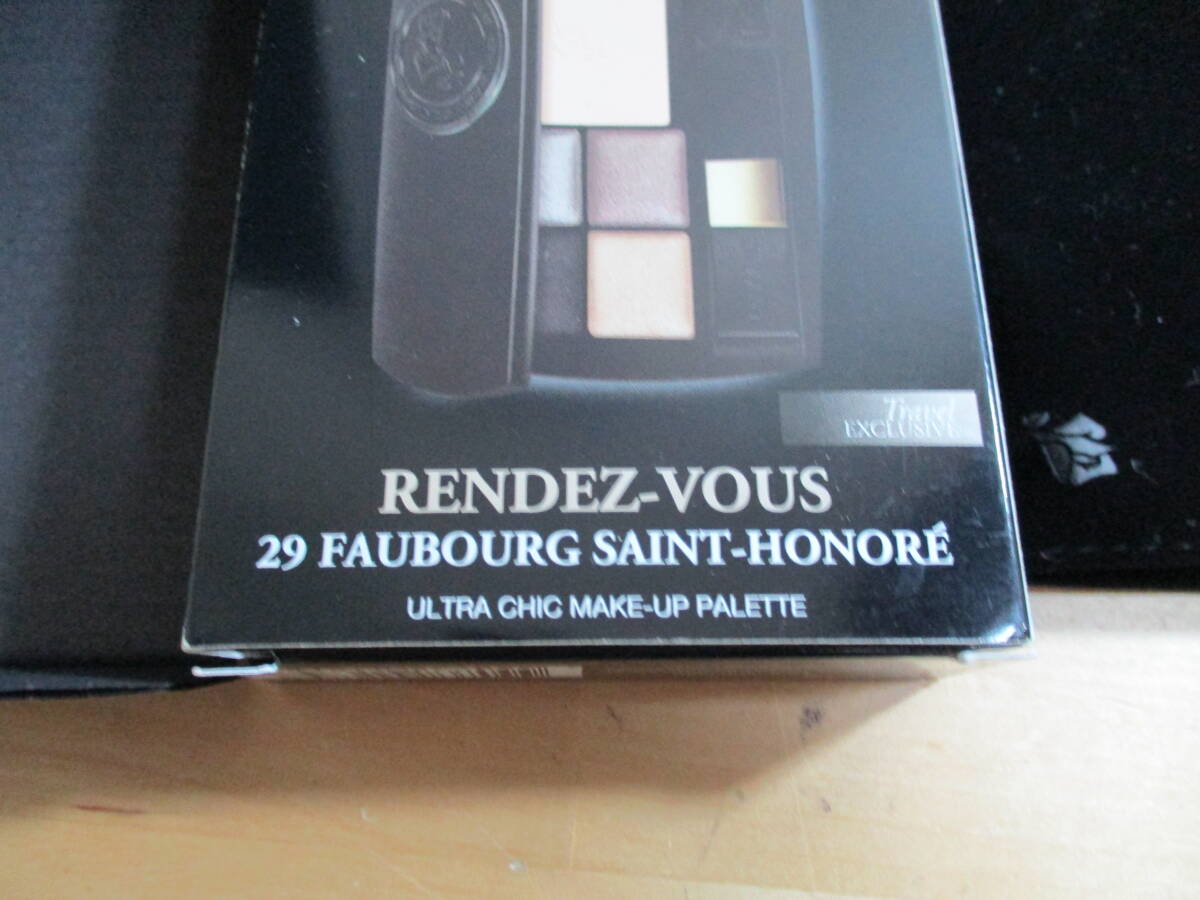 Travel
EXCLUSIVE
RENDEZ-VOUS
29 FAUBOURG SAINT-HONORÉ
ULTRA CHIC MAKE-UP PALETTE